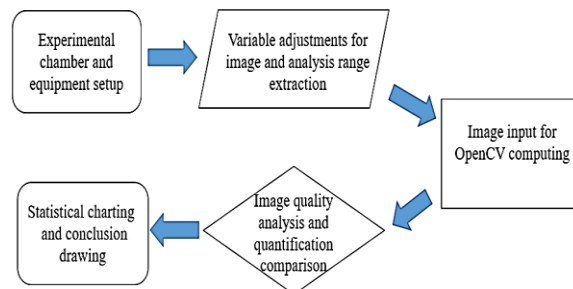 Experimental
chamber and
equipment setup
Variable adjustments for
image and analysis range
extraction
Image input for
OpenCV computing
Image quality
analysis and
quantification
comparison
Statistical charting
and conclusion
drawing